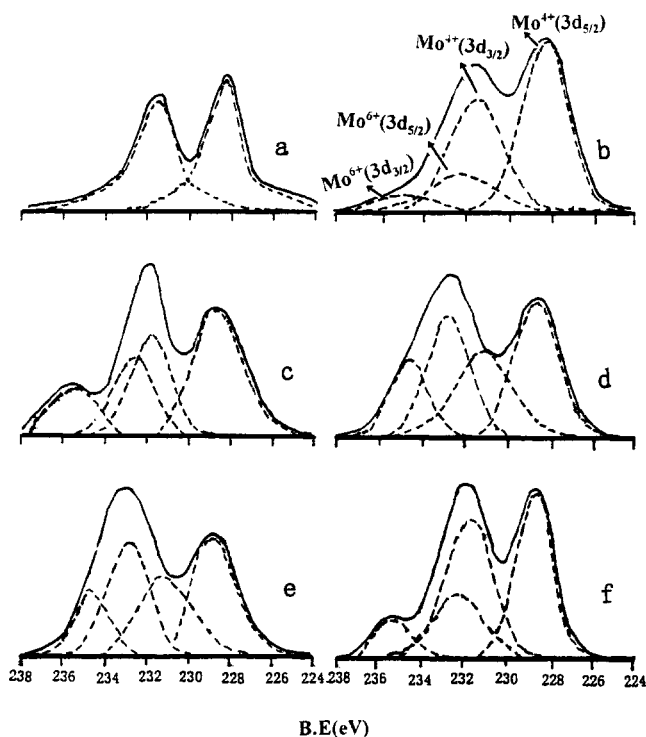 Mo⁴⁺(3d₅/₂)
Mo⁴⁺(3d₃/₂)
Mo⁶⁺(3d₅/₂)
Mo⁶⁺(3d₃/₂)
a b
238 236 234 232 230 228 226 224
c d
e f
238 236 234 232 230 228 226 224 238 236 234 232 230 228 226 224
B.E(eV)